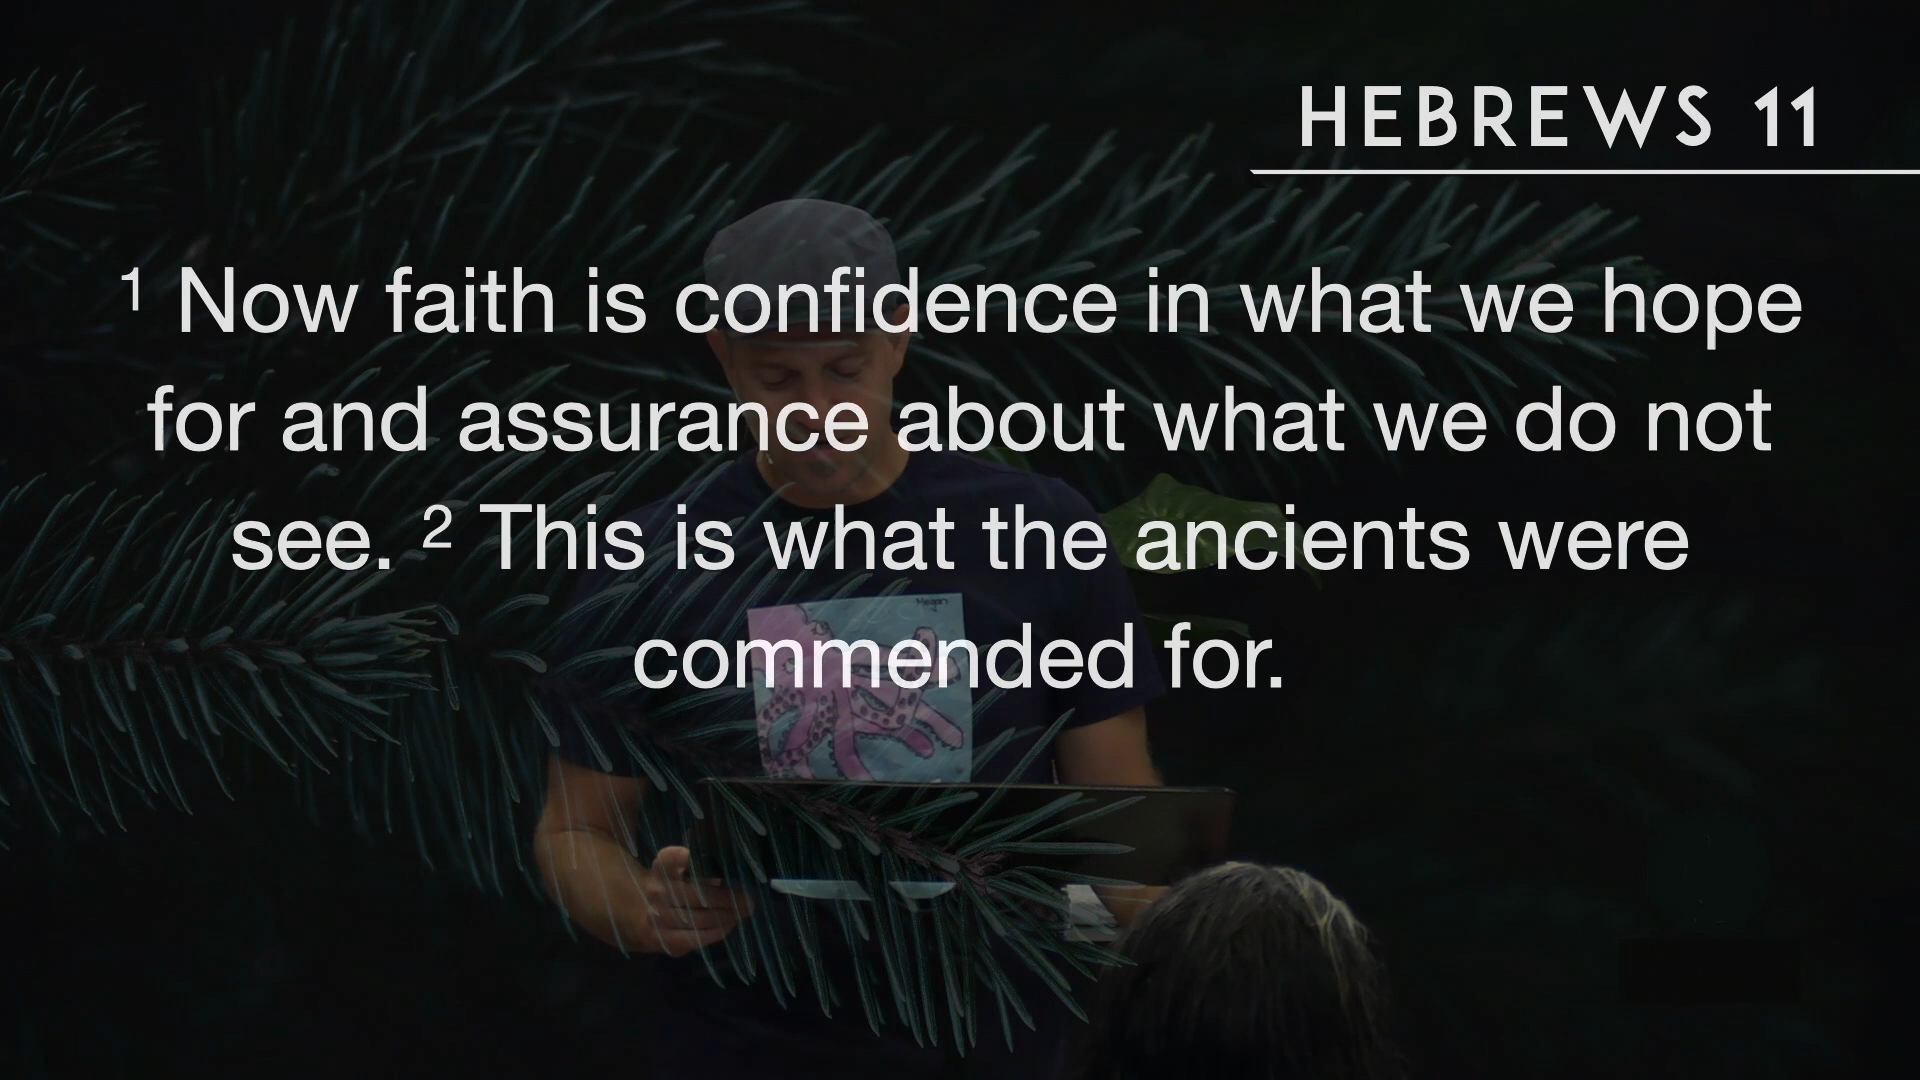 HEBREWS 11
¹ Now faith is confidence in what we hope
for and assurance about what we do not
see. ² This is what the ancients were
commended for.
Megan